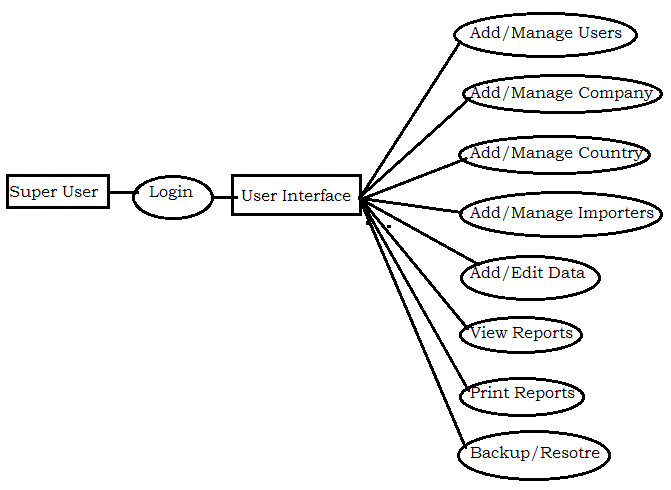 Add/Manage Users
Add/Manage Company
Add/Manage Country
Super User
Login
User Interface
Add/Manage Importers
Add/Edit Data
View Reports
Print Reports
Backup/Resotre